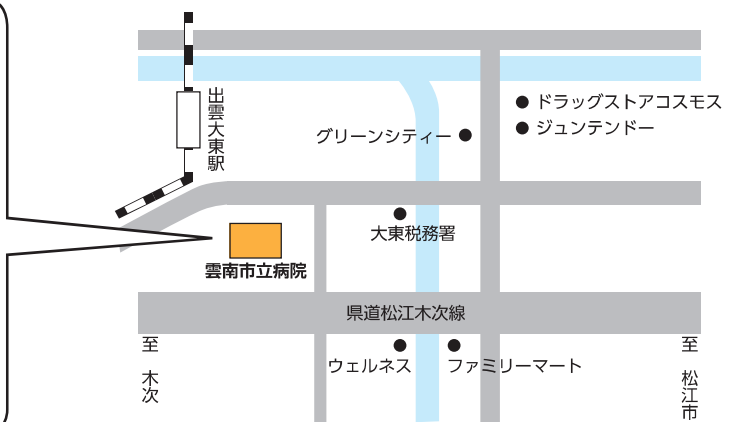 出雲大東駅
ドラッグストアコスモス
ジュンテンドー
グリーンシティー
大東税務署
雲南市立病院
県道松江木次線
ウェルネス
ファミリーマート
至 木次
至 松江市